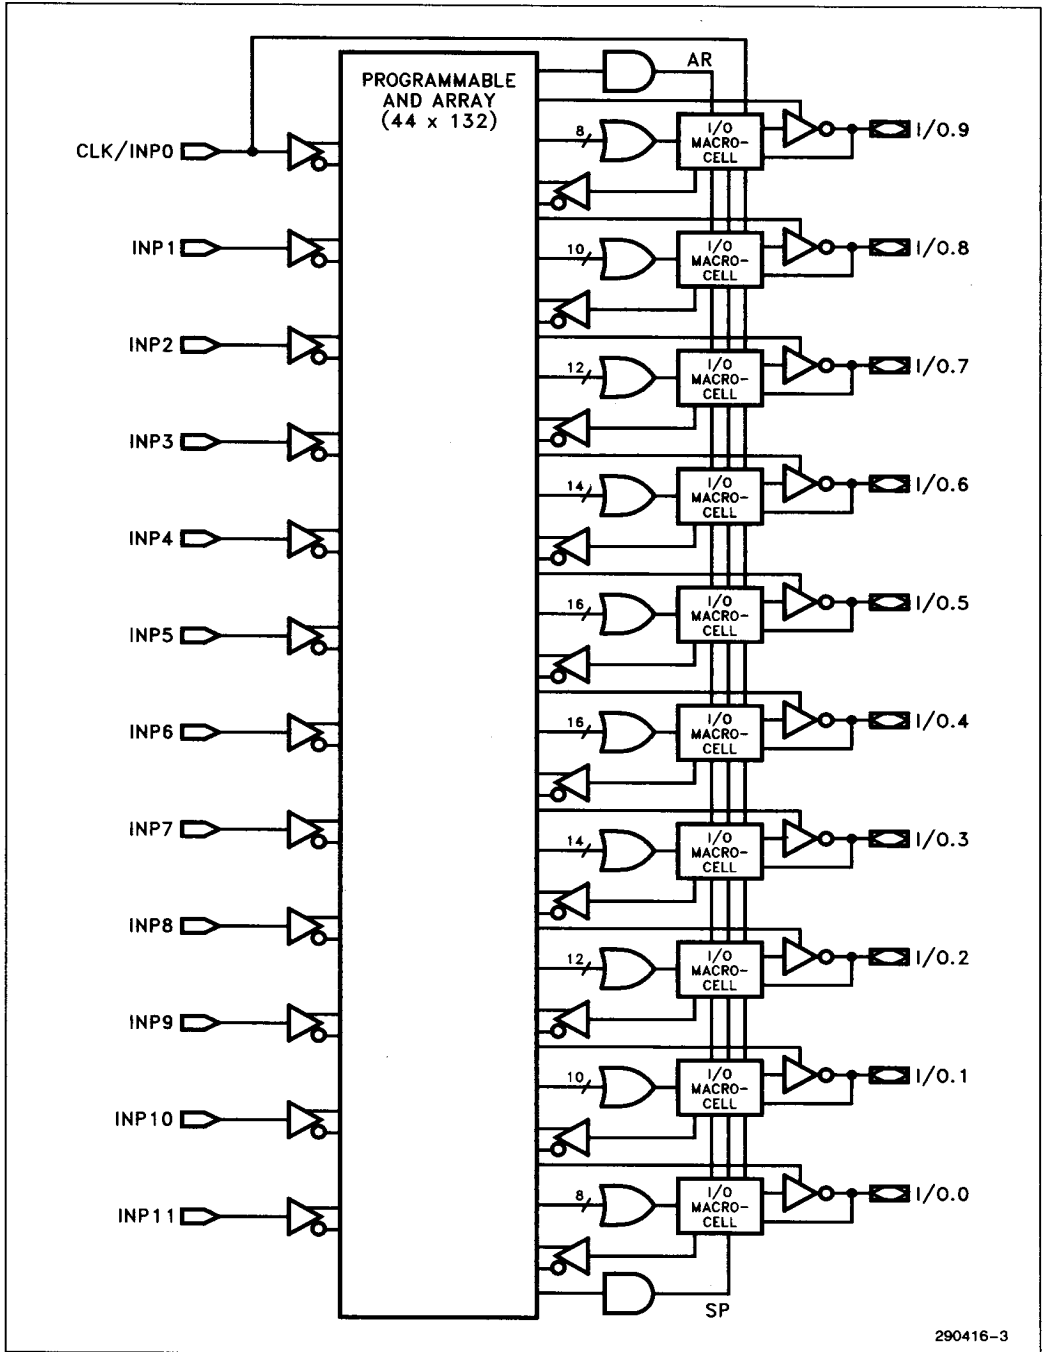 AR
PROGRAMMABLE
AND ARRAY
(44 x 132)
CLK/INP0
8
I/O
MACRO-
CELL
I/O.9
INP1
10
I/O
MACRO-
CELL
I/O.8
INP2
12
I/O
MACRO-
CELL
I/O.7
INP3
14
I/O
MACRO-
CELL
I/O.6
INP4
16
I/O
MACRO-
CELL
I/O.5
INP5
INP6
16
I/O
MACRO-
CELL
I/O.4
INP7
14
I/O
MACRO-
CELL
I/O.3
INP8
12
I/O
MACRO-
CELL
I/O.2
INP9
10
I/O
MACRO-
CELL
I/O.1
INP10
INP11
8
I/O
MACRO-
CELL
I/O.0
SP
290416-3